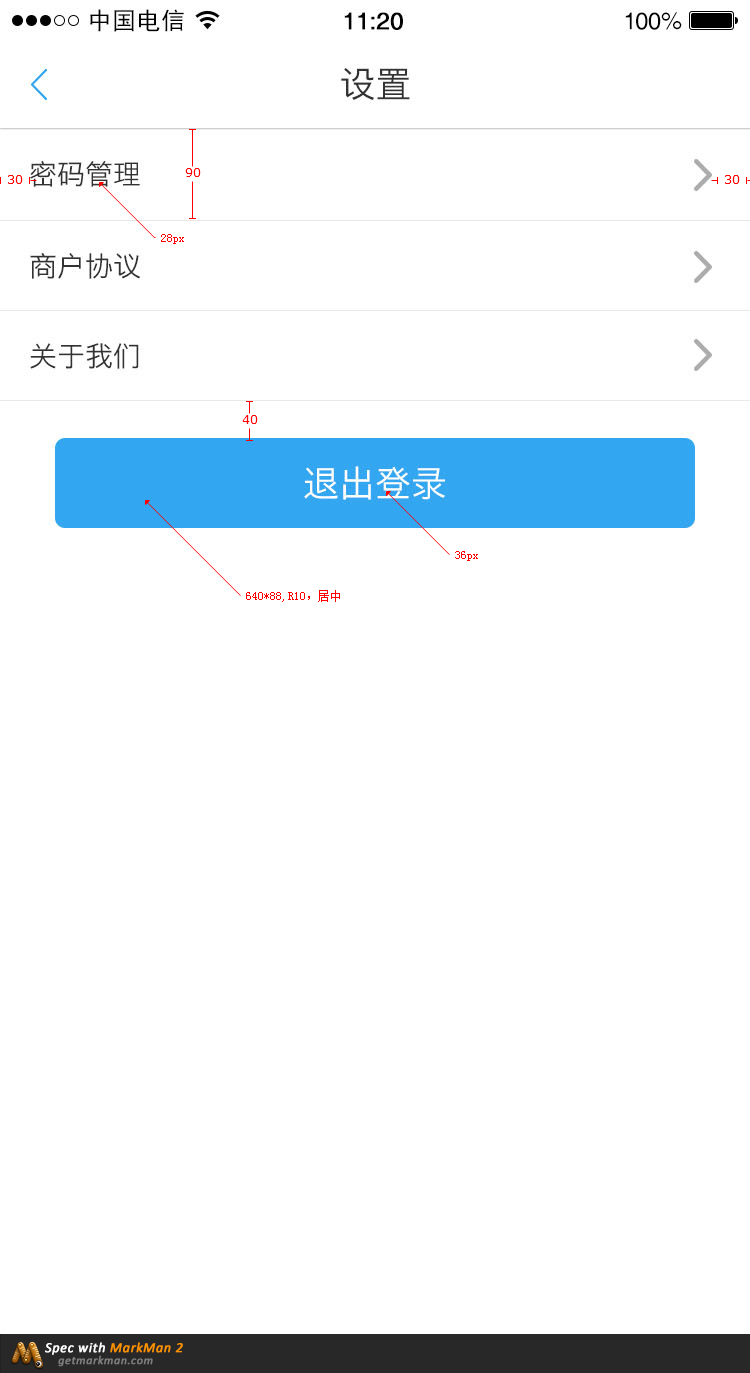 中国电信 11:20 100%
设置
30 密码管理 90 30
28px
商户协议
关于我们
40
退出登录
36px
640*88,R10，居中
Spec with MarkMan 2
getmarkman.com